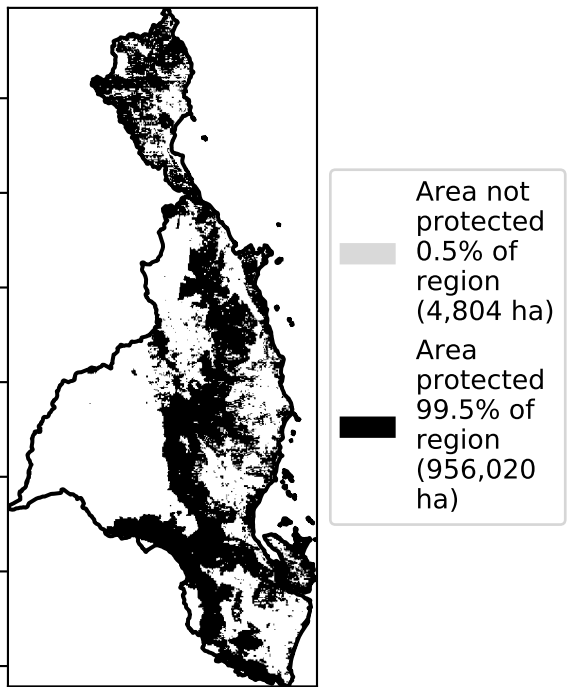 Area not
protected
0.5% of
region
(4,804 ha)
Area
protected
99.5% of
region
(956,020
ha)